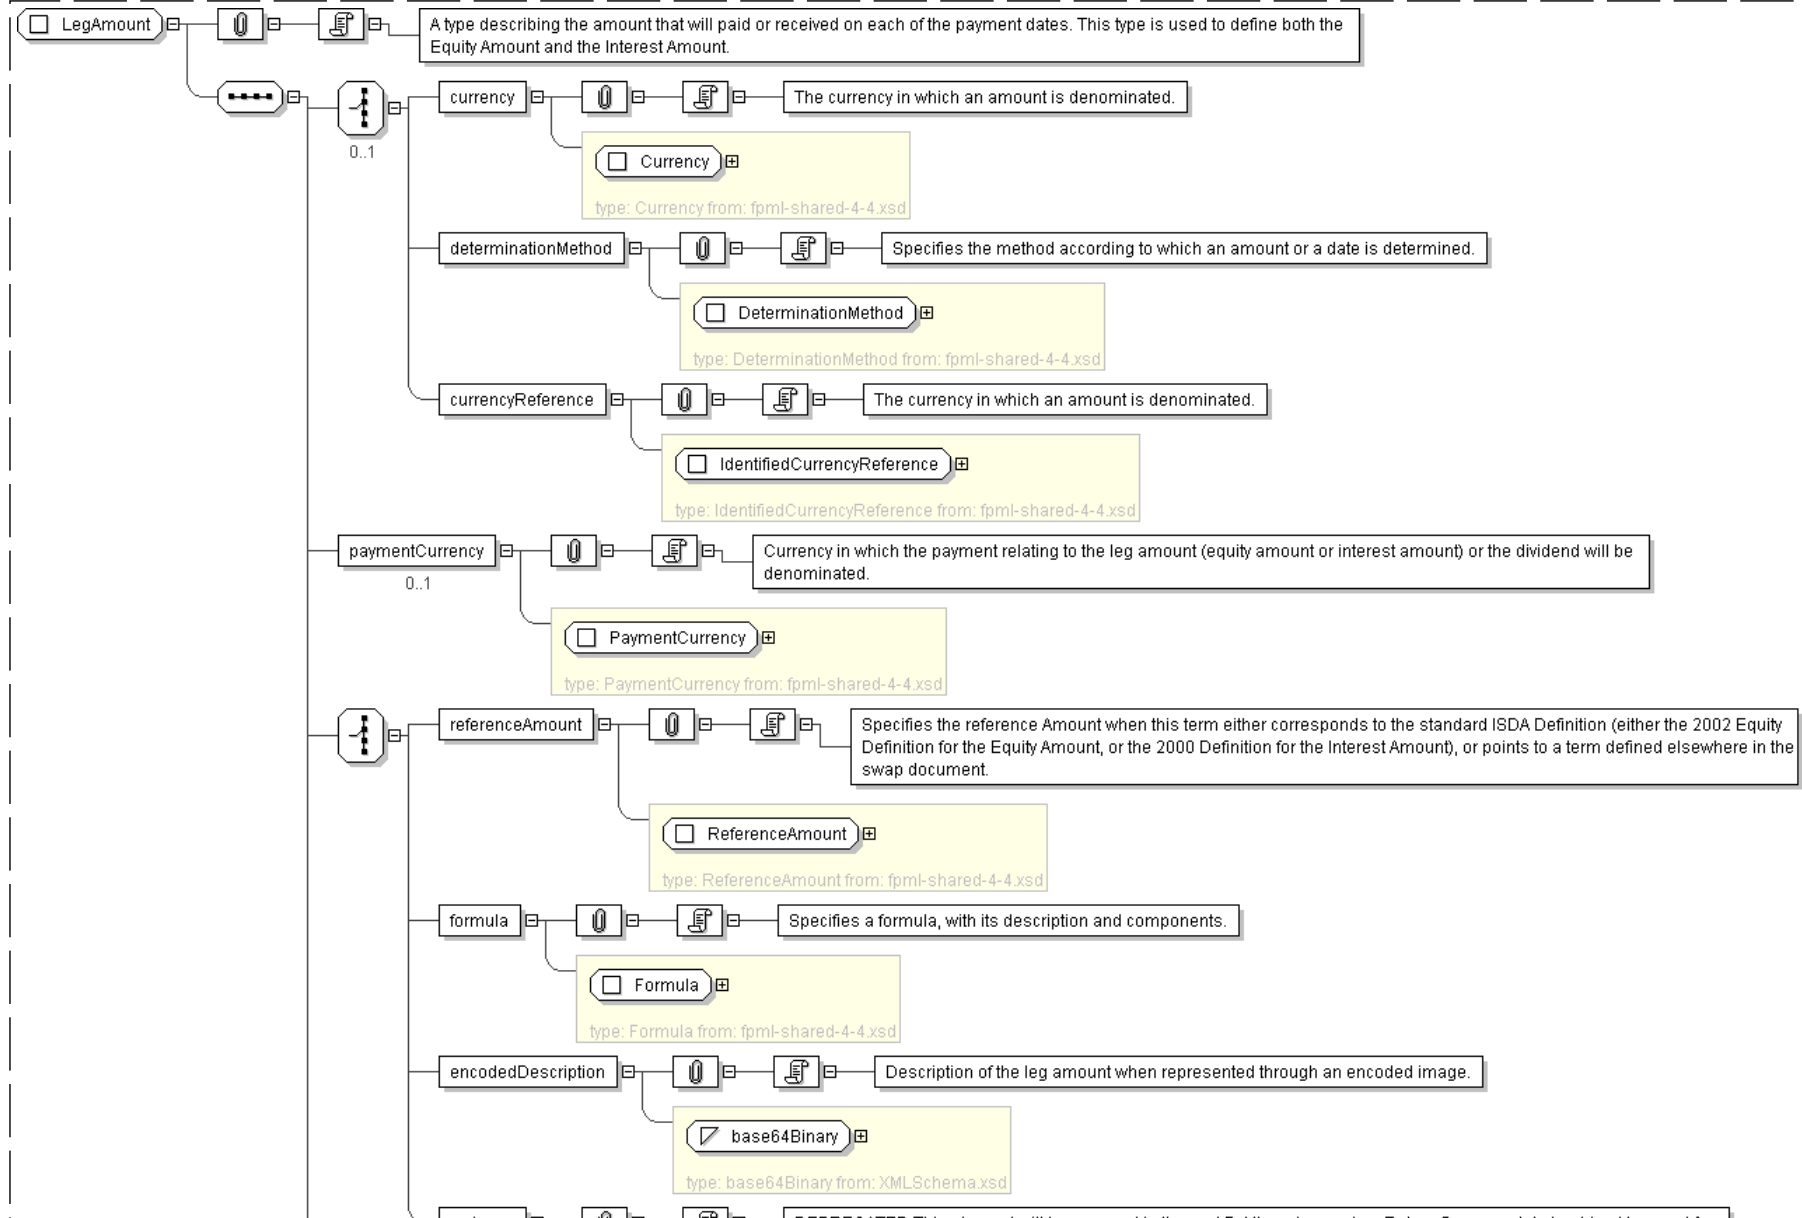 LegAmount
A type describing the amount that will paid or received on each of the payment dates. This type is used to define both the
Equity Amount and the Interest Amount.
0..1
currency
The currency in which an amount is denominated.
Currency
type: Currency from: fpml-shared-4-4.xsd
determinationMethod
Specifies the method according to which an amount or a date is determined.
DeterminationMethod
type: DeterminationMethod from: fpml-shared-4-4.xsd
currencyReference
The currency in which an amount is denominated.
IdentifiedCurrencyReference
type: IdentifiedCurrencyReference from: fpml-shared-4-4.xsd
paymentCurrency
0..1
Currency in which the payment relating to the leg amount (equity amount or interest amount) or the dividend will be
denominated.
PaymentCurrency
type: PaymentCurrency from: fpml-shared-4-4.xsd
referenceAmount
Specifies the reference Amount when this term either corresponds to the standard ISDA Definition (either the 2002 Equity
Definition for the Equity Amount, or the 2000 Definition for the Interest Amount), or points to a term defined elsewhere in the
swap document.
ReferenceAmount
type: ReferenceAmount from: fpml-shared-4-4.xsd
formula
Specifies a formula, with its description and components.
Formula
type: Formula from: fpml-shared-4-4.xsd
encodedDescription
Description of the leg amount when represented through an encoded image.
base64Binary
type: base64Binary from: XMLSchema.xsd